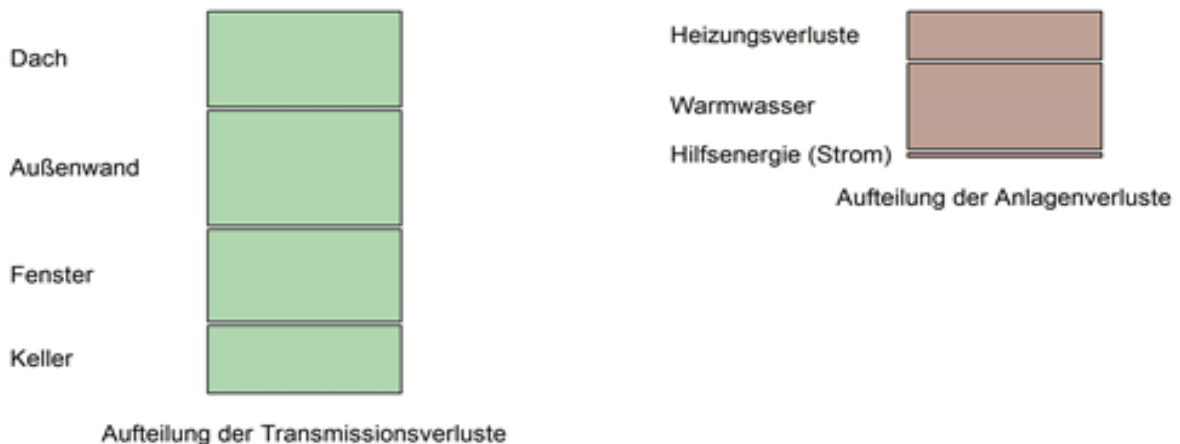 Dach
Außenwand
Fenster
Keller
Aufteilung der Transmissionsverluste
Heizungsverluste
Warmwasser
Hilfsenergie (Strom)
Aufteilung der Anlagenverluste